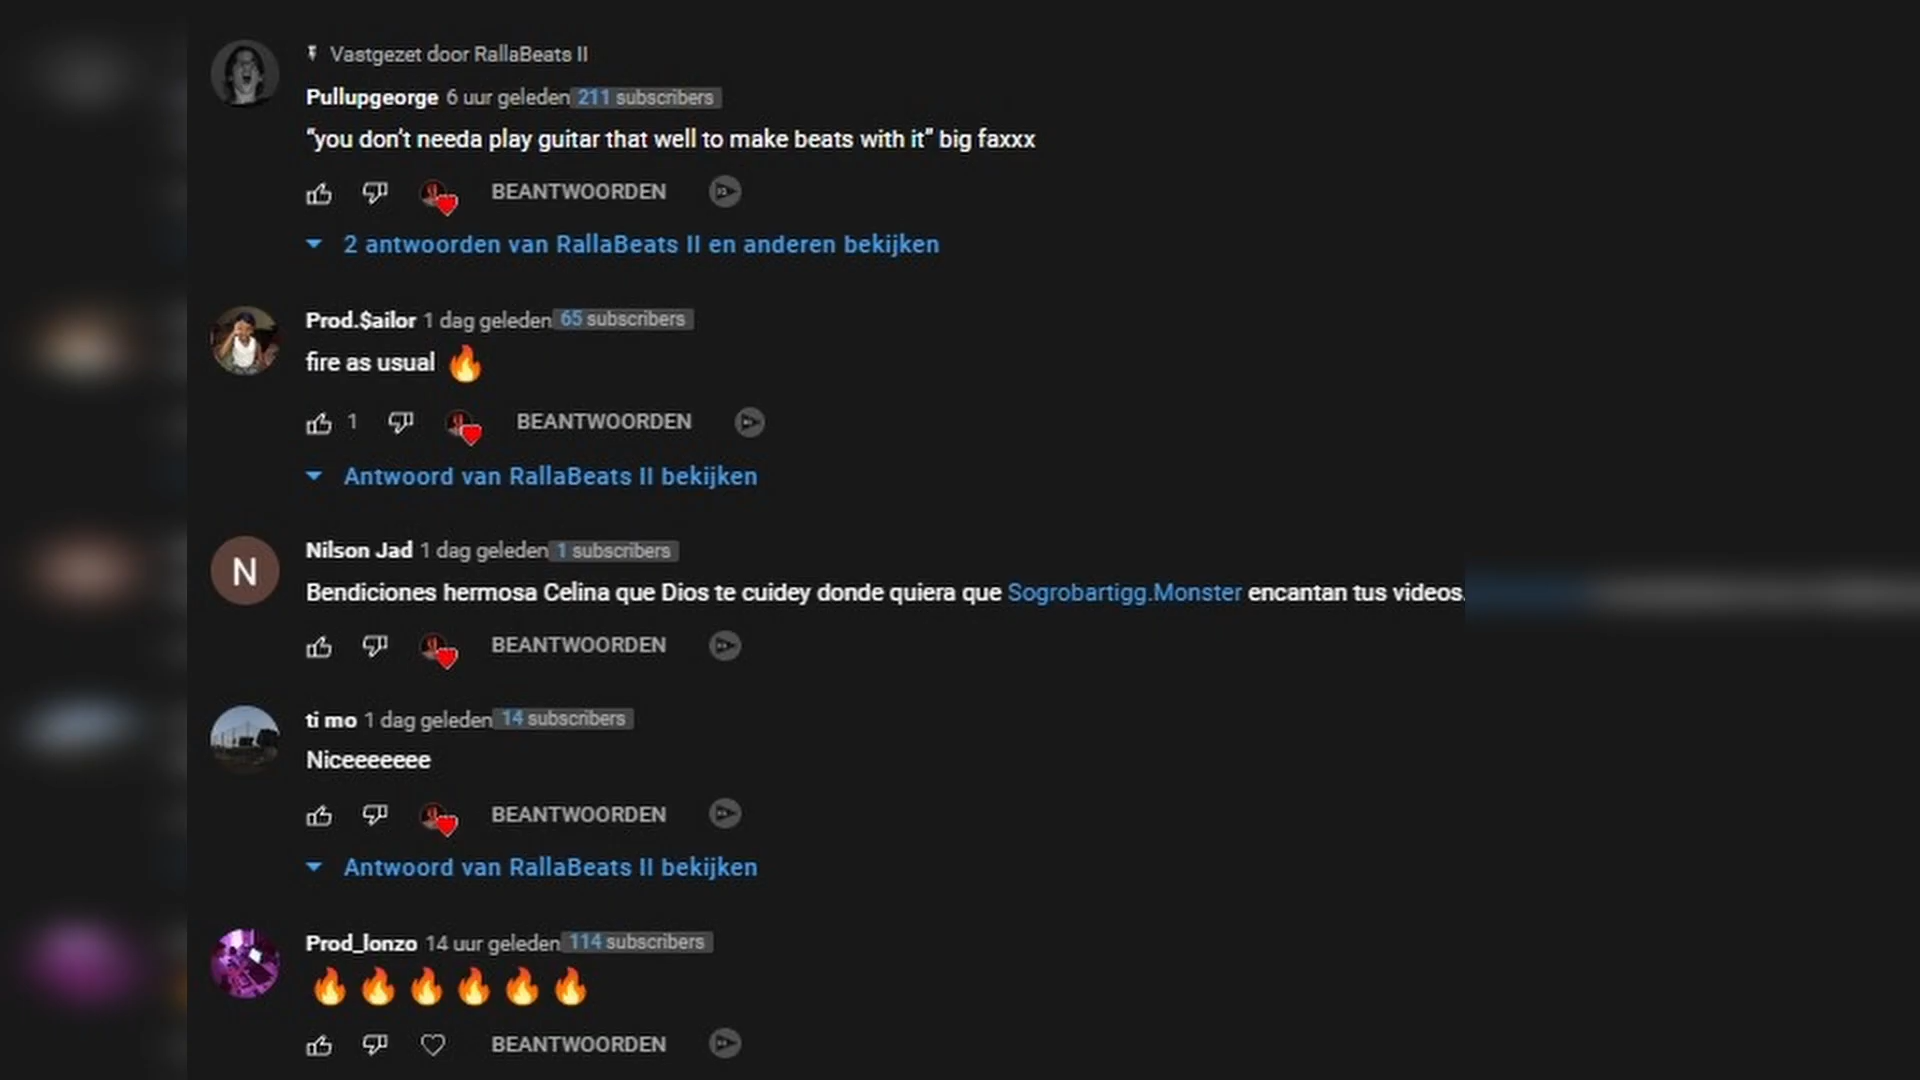 Vastgezet door RallaBeats II
Pullupgeorge 6 uur geleden 211 subscribers
“you don’t needa play guitar that well to make beats with it” big faxxx
BEANTWOORDEN
2 antwoorden van RallaBeats II en anderen bekijken
Prod.$ailor 1 dag geleden 65 subscribers
fire as usual 🔥
1 BEANTWOORDEN
Antwoord van RallaBeats II bekijken
N
Nilson Jad 1 dag geleden 1 subscribers
Bendiciones hermosa Celina que Dios te cuidey donde quiera que Sogrobartigg.Monster encantan tus videos.
BEANTWOORDEN
ti mo 1 dag geleden 14 subscribers
Niceeeeeee
BEANTWOORDEN
Antwoord van RallaBeats II bekijken
Prod_lonzo 14 uur geleden 114 subscribers
🔥🔥🔥🔥🔥🔥
BEANTWOORDEN